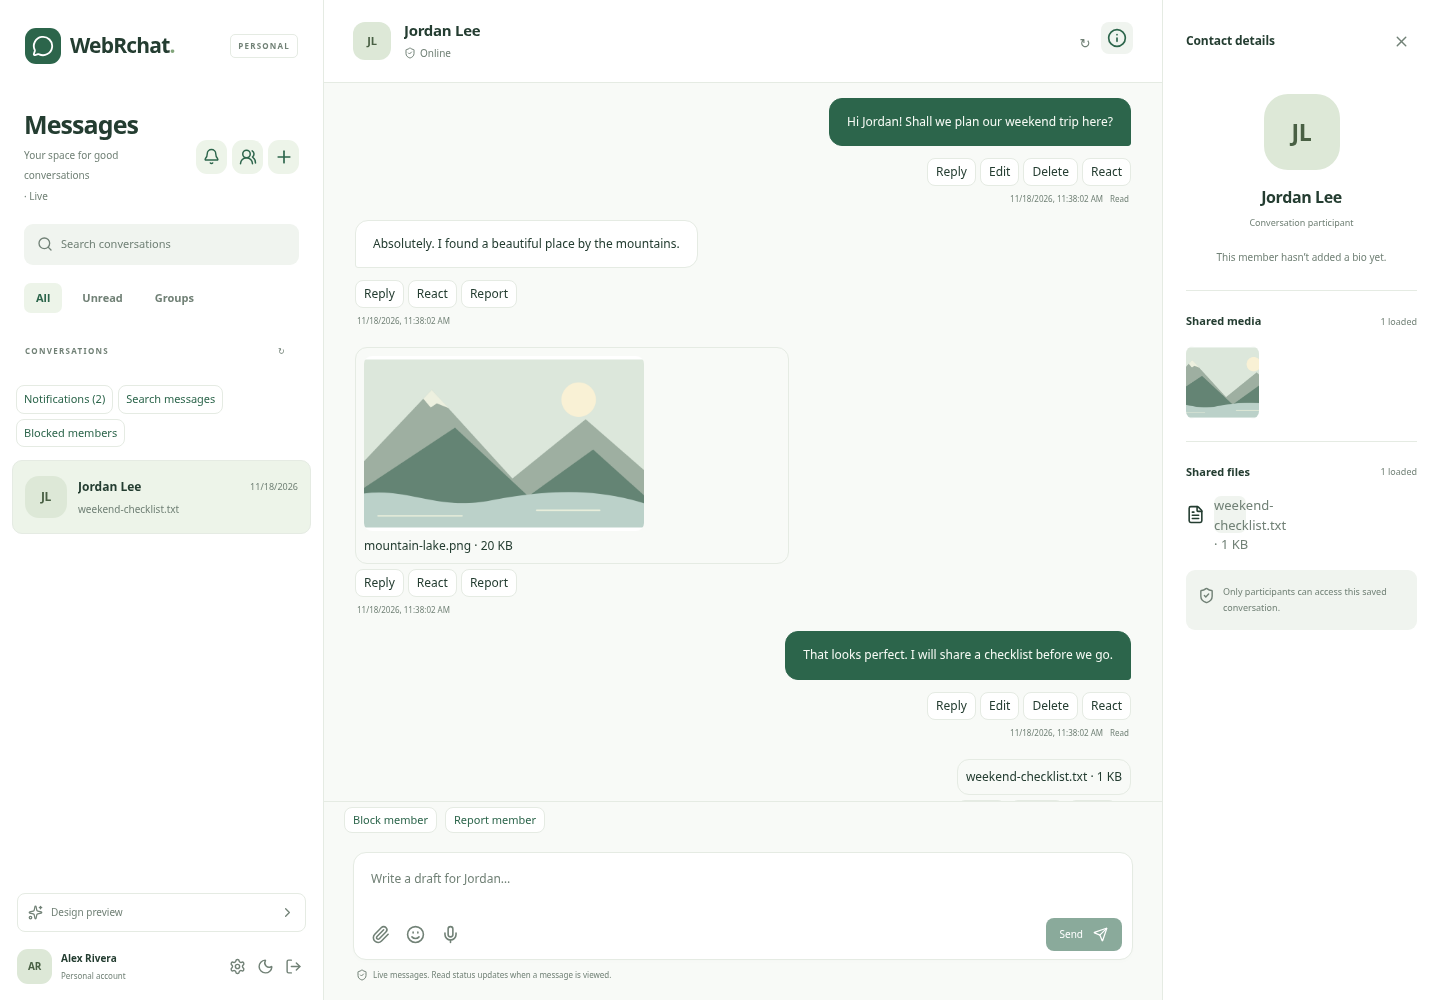 WebRchat.
PERSONAL
Messages
Your space for good
conversations
· Live
Search conversations
All
Unread
Groups
CONVERSATIONS
Notifications (2)
Search messages
Blocked members
JL
Jordan Lee
11/18/2026
weekend-checklist.txt
Design preview
AR
Alex Rivera
Personal account
JL
Jordan Lee
Online
Hi Jordan! Shall we plan our weekend trip here?
Reply
Edit
Delete
React
11/18/2026, 11:38:02 AM Read
Absolutely. I found a beautiful place by the mountains.
Reply
React
Report
11/18/2026, 11:38:02 AM
mountain-lake.png · 20 KB
Reply
React
Report
11/18/2026, 11:38:02 AM
That looks perfect. I will share a checklist before we go.
Reply
Edit
Delete
React
11/18/2026, 11:38:02 AM Read
weekend-checklist.txt · 1 KB
Block member
Report member
Write a draft for Jordan...
Send
Live messages. Read status updates when a message is viewed.
Contact details
JL
Jordan Lee
Conversation participant
This member hasn't added a bio yet.
Shared media
1 loaded
Shared files
1 loaded
weekend-
checklist.txt
· 1 KB
Only participants can access this saved
conversation.